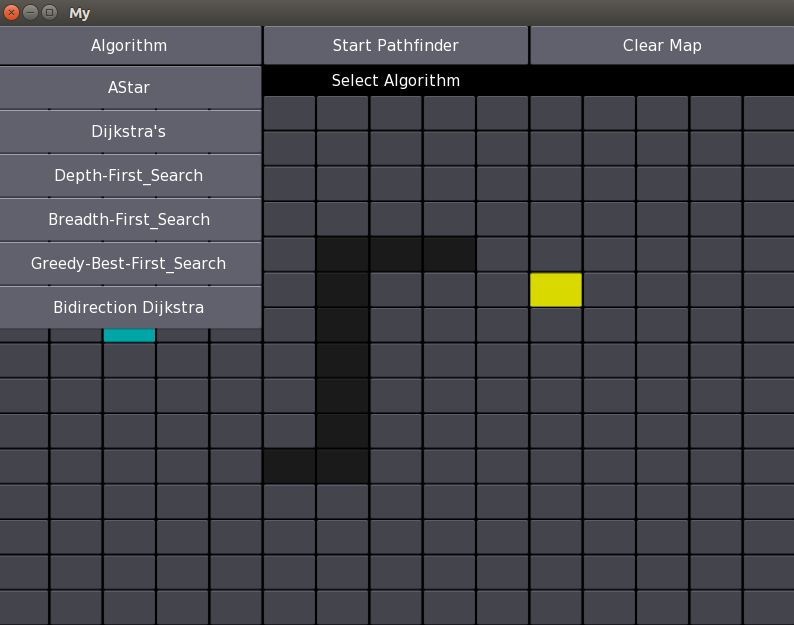 My
Algorithm
Start Pathfinder
Clear Map
Select Algorithm
AStar
Dijkstra's
Depth-First_Search
Breadth-First_Search
Greedy-Best-First_Search
Bidirection Dijkstra